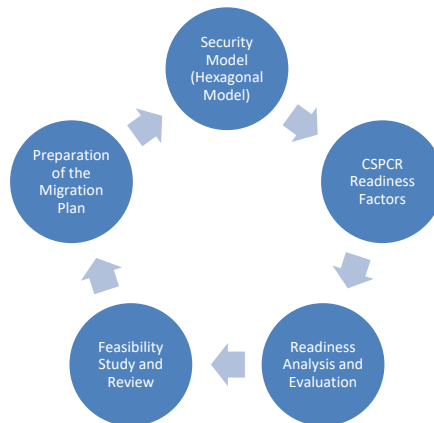 Security
Model
(Hexagonal
Model)
CSPCR
Readiness
Factors
Readiness
Analysis and
Evaluation
Feasibility
Study and
Review
Preparation
of the
Migration
Plan